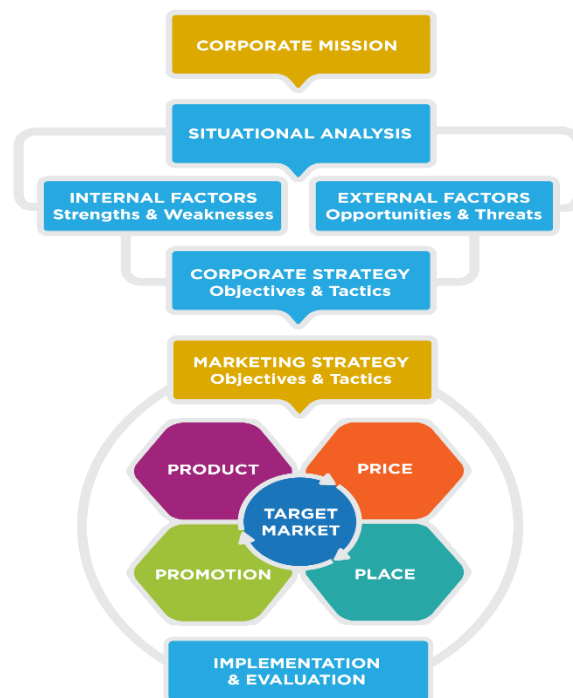 CORPORATE MISSION
SITUATIONAL ANALYSIS
INTERNAL FACTORS
Strengths & Weaknesses
EXTERNAL FACTORS
Opportunities & Threats
CORPORATE STRATEGY
Objectives & Tactics
MARKETING STRATEGY
Objectives & Tactics
PRODUCT
PRICE
TARGET
MARKET
PROMOTION
PLACE
IMPLEMENTATION
& EVALUATION